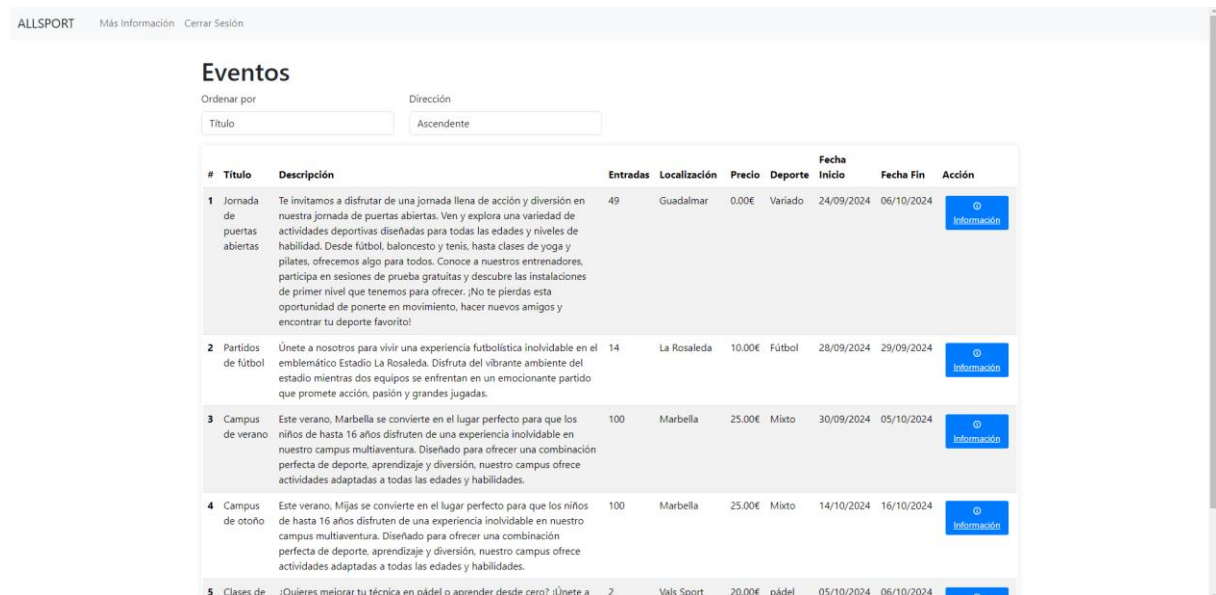 ALLSPORT Más Información Cerrar Sesión
Eventos
Ordenar por Dirección
Título Ascendente
# Título Descripción Entradas Localización Precio Deporte Fecha Inicio Fecha Fin Acción
1 Jornada Te invitamos a disfrutar de una jornada llena de acción y diversión en 49 Guadalmar 0.00€ Variado 24/09/2024 06/10/2024
de nuestra jornada de puertas abiertas. Ven y explora una variedad de Información
puertas actividades deportivas diseñadas para todas las edades y niveles de
abiertas habilidad. Desde fútbol, baloncesto y tenis, hasta clases de yoga y
pilates, ofrecemos algo para todos. Conoce a nuestros entrenadores,
participa en sesiones de prueba gratuitas y descubre las instalaciones
de primer nivel que tenemos para ofrecer. ¡No te pierdas esta
oportunidad de ponerte en movimiento, hacer nuevos amigos y
encontrar tu deporte favorito!
2 Partidos Únete a nosotros para vivir una experiencia futbolística inolvidable en el 14 La Rosaleda 10.00€ Fútbol 28/09/2024 29/09/2024
de fútbol emblemático Estadio La Rosaleda. Disfruta del vibrante ambiente del Información
estadio mientras dos equipos se enfrentan en un emocionante partido
que promete acción, pasión y grandes jugadas.
3 Campus Este verano, Marbella se convierte en el lugar perfecto para que los 100 Marbella 25.00€ Mixto 30/09/2024 05/10/2024
de verano niños de hasta 16 años disfruten de una experiencia inolvidable en Información
nuestro campus multiaventura. Diseñado para ofrecer una combinación
perfecta de deporte, aprendizaje y diversión, nuestro campus ofrece
actividades adaptadas a todas las edades y habilidades.
4 Campus Este verano, Mijas se convierte en el lugar perfecto para que los niños 100 Marbella 25.00€ Mixto 14/10/2024 16/10/2024
de otoño de hasta 16 años disfruten de una experiencia inolvidable en nuestro Información
campus multiaventura. Diseñado para ofrecer una combinación
perfecta de deporte, aprendizaje y diversión, nuestro campus ofrece
actividades adaptadas a todas las edades y habilidades.
5 Clases de ¿Quieres mejorar tu técnica en pádel o aprender desde cero? ¡Únete a 2 Vals Sport 20.00€ pádel 05/10/2024 06/10/2024